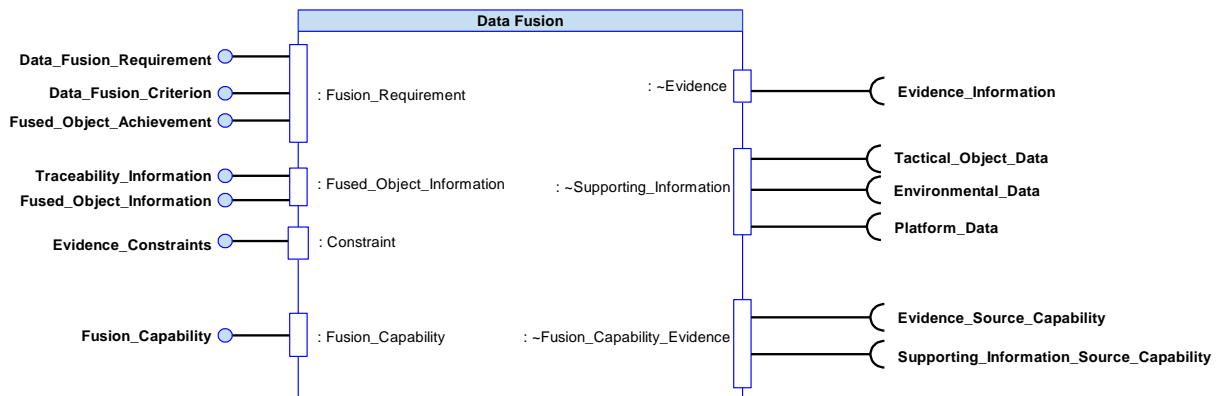 Data Fusion
Data_Fusion_Requirement
Data_Fusion_Criterion
Fused_Object_Achievement
: Fusion_Requirement
Traceability_Information
Fused_Object_Information
: Fused_Object_Information
Evidence_Constraints
: Constraint
Fusion_Capability
: Fusion_Capability
: ~Evidence
Evidence_Information
: ~Supporting_Information
Tactical_Object_Data
Environmental_Data
Platform_Data
: ~Fusion_Capability_Evidence
Evidence_Source_Capability
Supporting_Information_Source_Capability